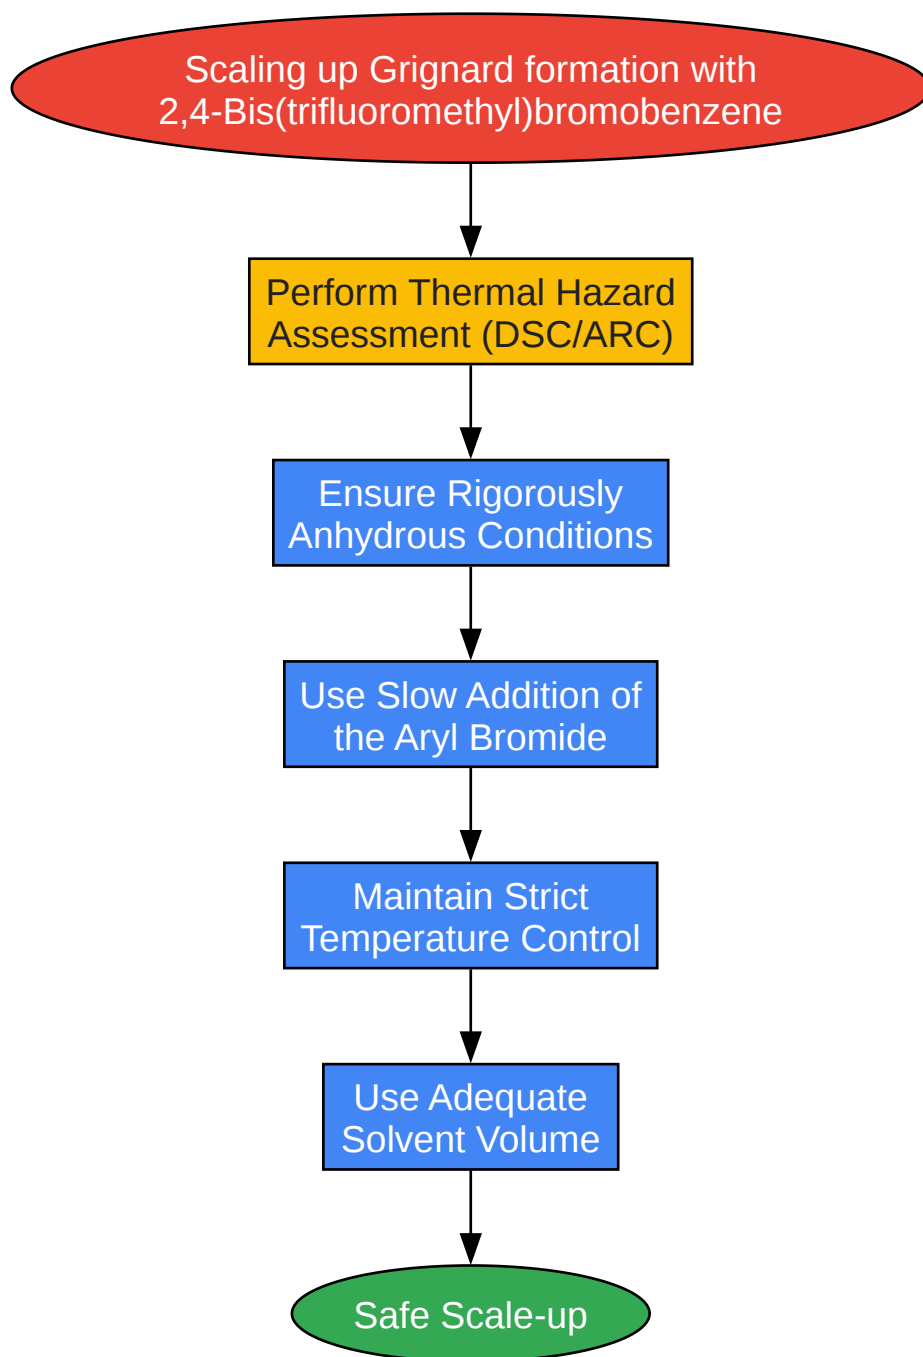 Scaling up Grignard formation with
2,4-Bis(trifluoromethyl)bromobenzene
Perform Thermal Hazard
Assessment (DSC/ARC)
Ensure Rigorously
Anhydrous Conditions
Use Slow Addition of
the Aryl Bromide
Maintain Strict
Temperature Control
Use Adequate
Solvent Volume
Safe Scale-up